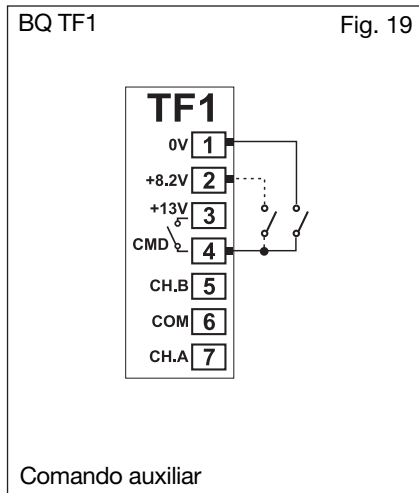 BQ TF1 Fig. 19
TF1
0V 1
+8.2V 2
+13V 3
CMD 4
CH.B 5
COM 6
CH.A 7
Comando auxiliar